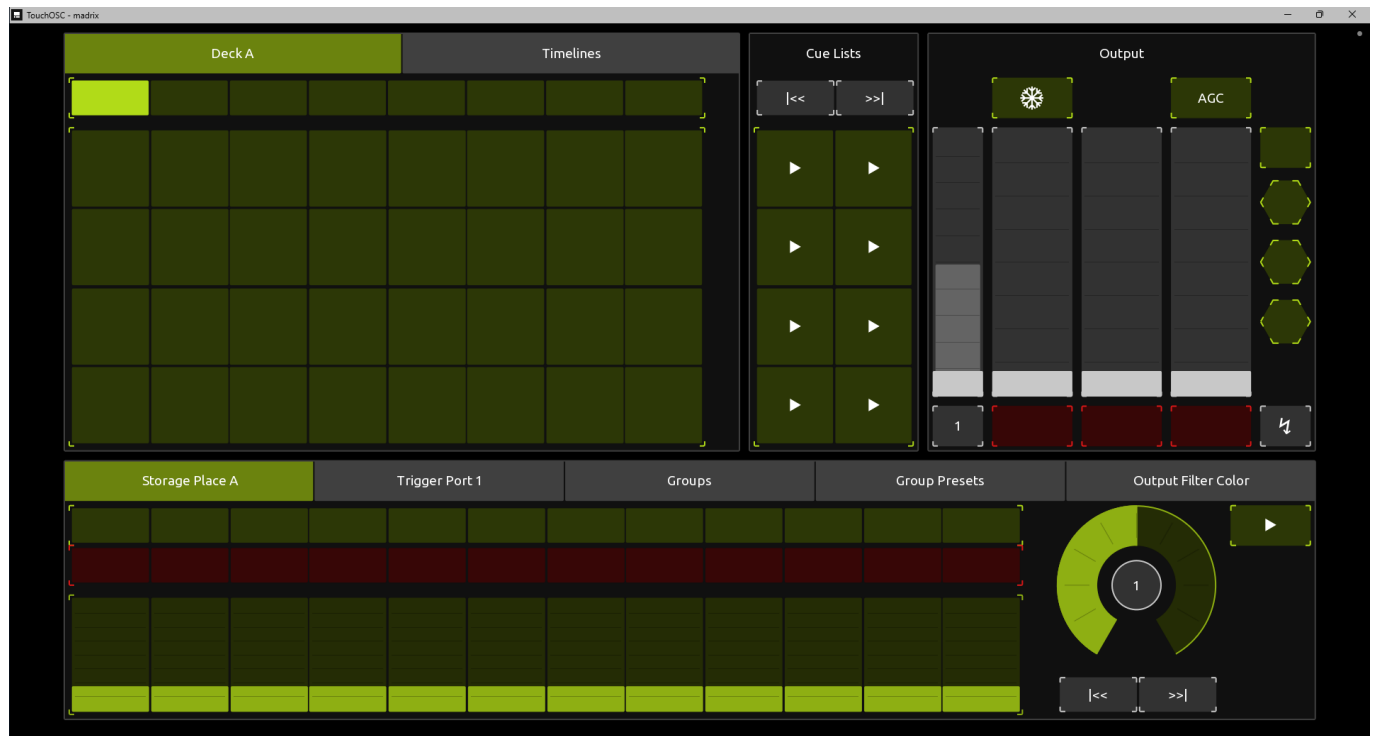 TouchOSC - madrix
Deck A
Timelines
Cue Lists
Output
|<<
>>|
AGC
1
Storage Place A
Trigger Port 1
Groups
Group Presets
Output Filter Color
1
|<<
>>|